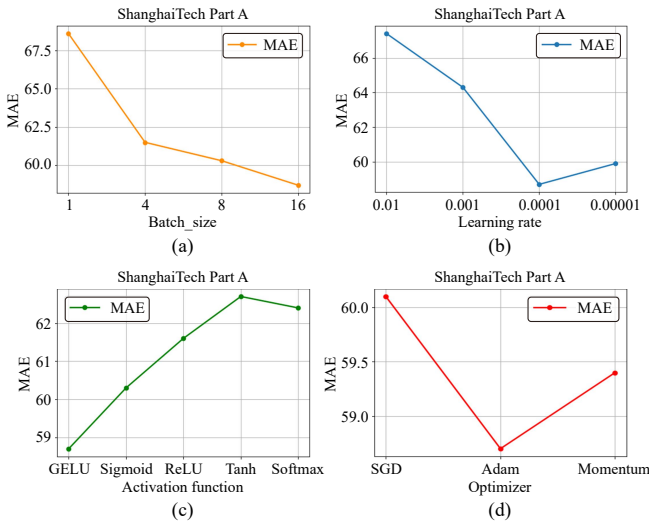 ShanghaiTech Part A
MAE
67.5
65.0
62.5
60.0
MAE
1
4
8
16
Batch_size
(a)
ShanghaiTech Part A
MAE
66
64
62
60
MAE
0.01
0.001
0.0001
0.00001
Learning rate
(b)
ShanghaiTech Part A
MAE
62
61
60
59
MAE
GELU
Sigmoid
ReLU
Tanh
Softmax
Activation function
(c)
ShanghaiTech Part A
MAE
60.0
59.5
59.0
MAE
SGD
Adam
Momentum
Optimizer
(d)